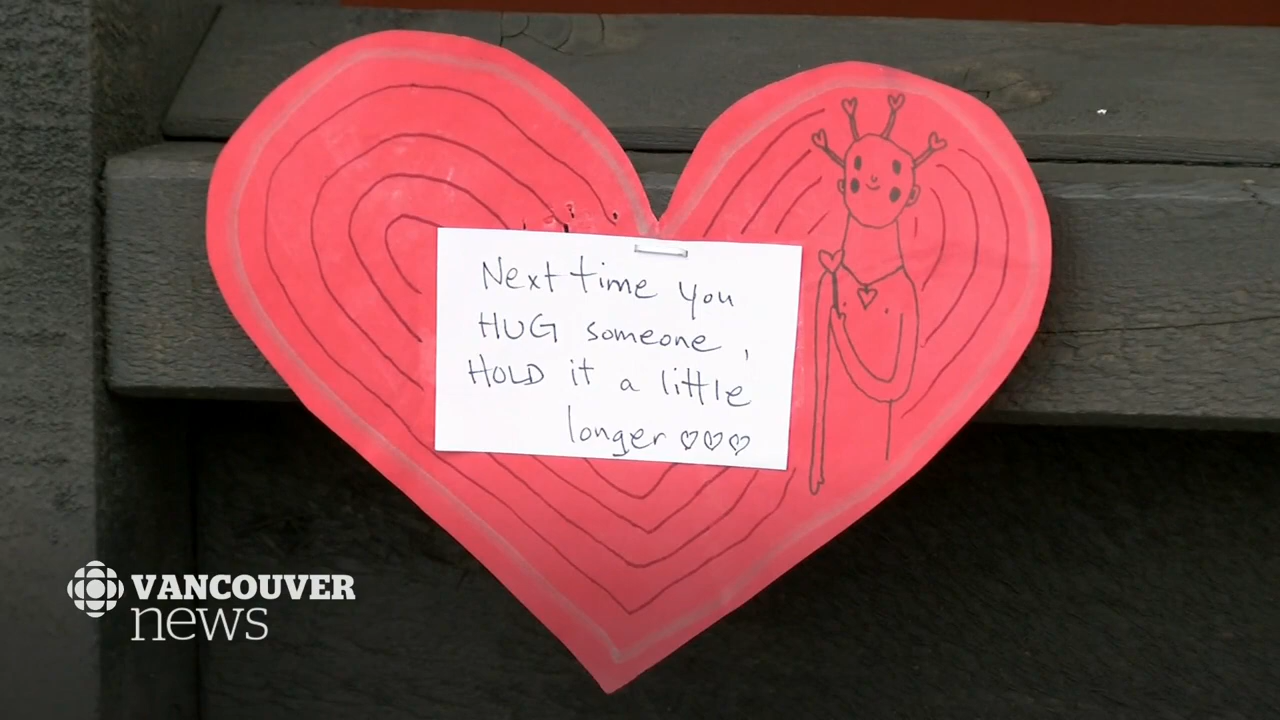 Next time you
HUG someone,
HOLD it a little
longer ♡♡♡
VANCOUVER
news